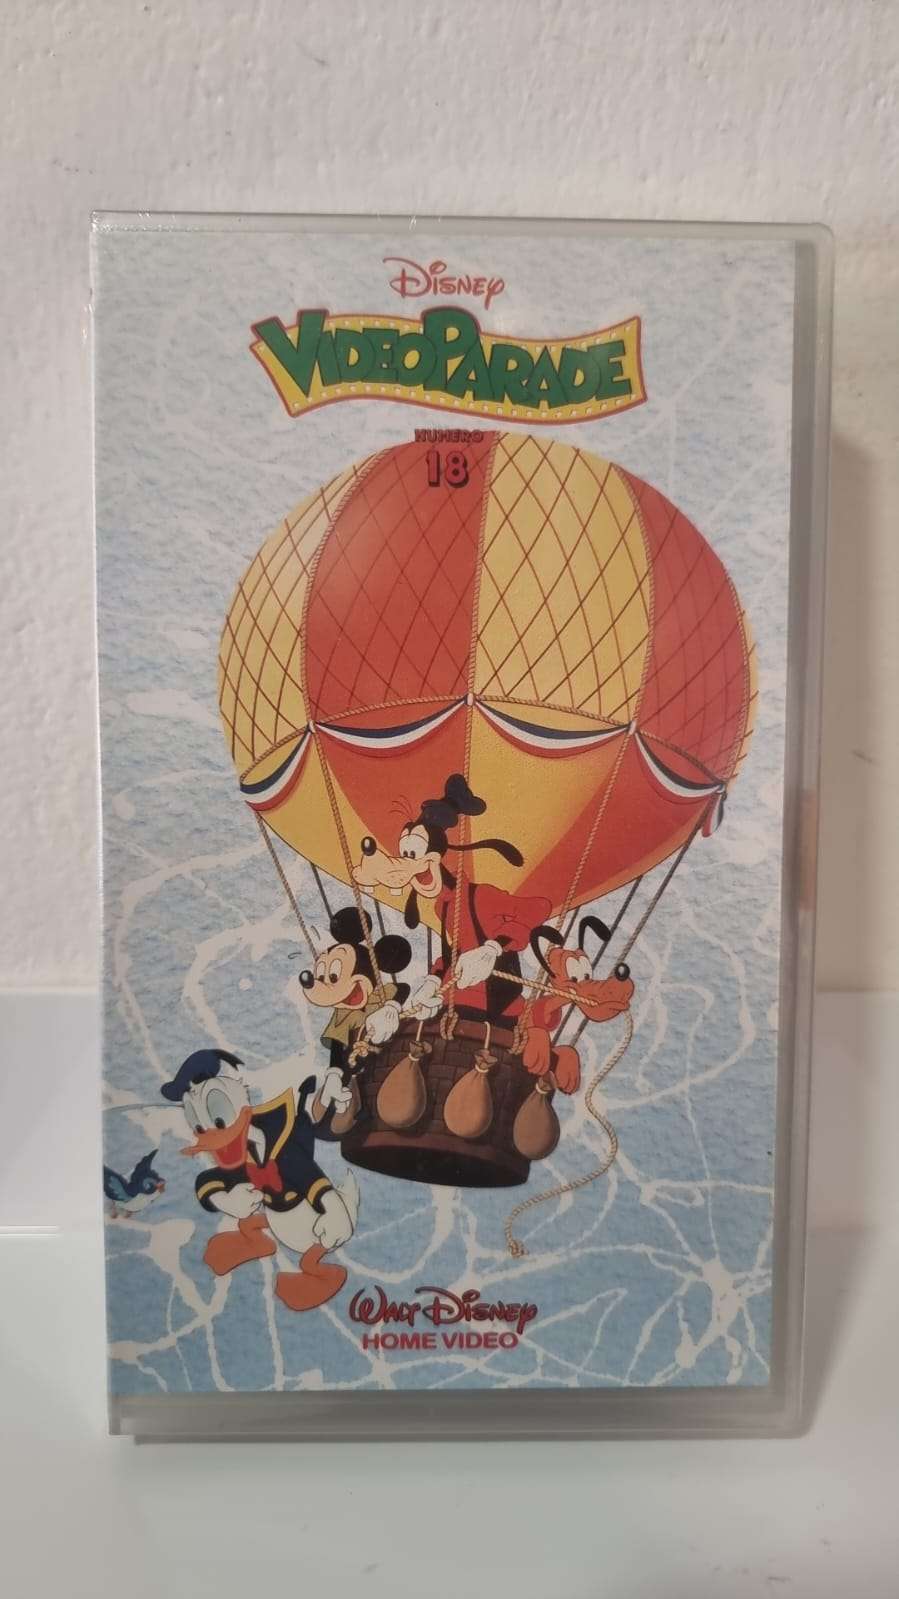 DISNEY
VIDEOPARADE
NUMERO
18
WALT DISNEY
HOME VIDEO